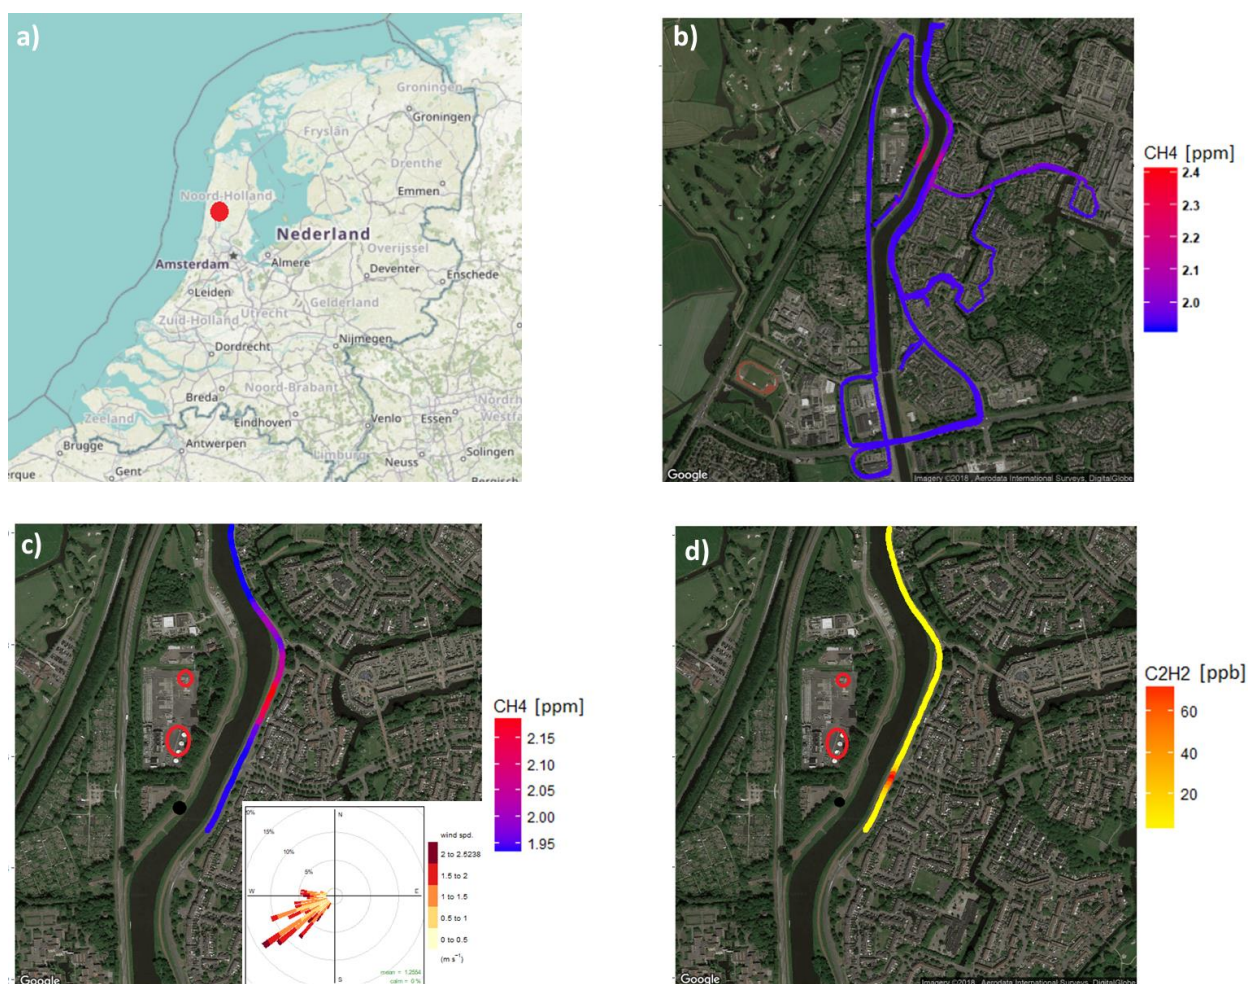 a)
Groningen
Groningen
Fryslân
Drenthe
Emmen
Noord-Holland
Nederland
Overijssel
Amsterdam
Almere
Deventer
Enschede
Leiden
Gelderland
Utrecht
Zuid-Holland
Nijmegen
Dordrecht
Noord-Brabant
Breda
Eindhoven
Venlo
Essen
Zeeland
Brugge
Antwerpen
Limburg
Neuss
Solingen
Gent
b)
CH4 [ppm]
2.4
2.3
2.2
2.1
2.0
Google
Imagery ©2018 , Aerodata International Surveys, DigitalGlobe
c)
CH4 [ppm]
2.15
2.10
2.05
2.00
1.95
N
15%
10%
5%
W
E
S
wind spd.
2 to 2.5238
1.5 to 2
1 to 1.5
0.5 to 1
0 to 0.5
(m s⁻¹)
mean = 1.2554
calm = 0 %
Google
d)
C2H2 [ppb]
60
40
20
Google
Imagery ©2018 , Aerodata International Surveys, DigitalGlobe